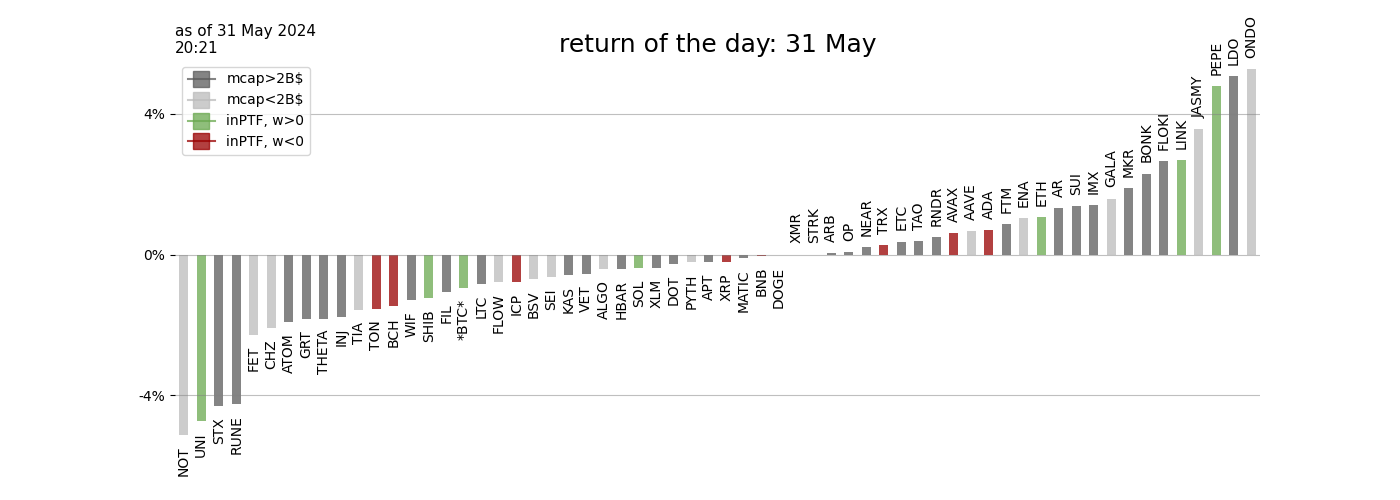 as of 31 May 2024
20:21
return of the day: 31 May
mcap>2B$
mcap<2B$
inPTF, w>0
inPTF, w<0
4%
0%
-4%
NOT
UNI
STX
RUNE
FET
CHZ
ATOM
GRT
THETA
INJ
TIA
TON
BCH
WIF
SHIB
FIL
*BTC*
LTC
FLOW
ICP
BSV
SEI
KAS
VET
ALGO
HBAR
SOL
XLM
DOT
PYTH
APT
XRP
MATIC
BNB
DOGE
XMR
STRK
ARB
OP
NEAR
TRX
ETC
TAO
RNDR
AVAX
AAVE
ADA
FTM
ENA
ETH
AR
SUI
IMX
GALA
MKR
BONK
FLOKI
LINK
JASMY
PEPE
LDO
ONDO